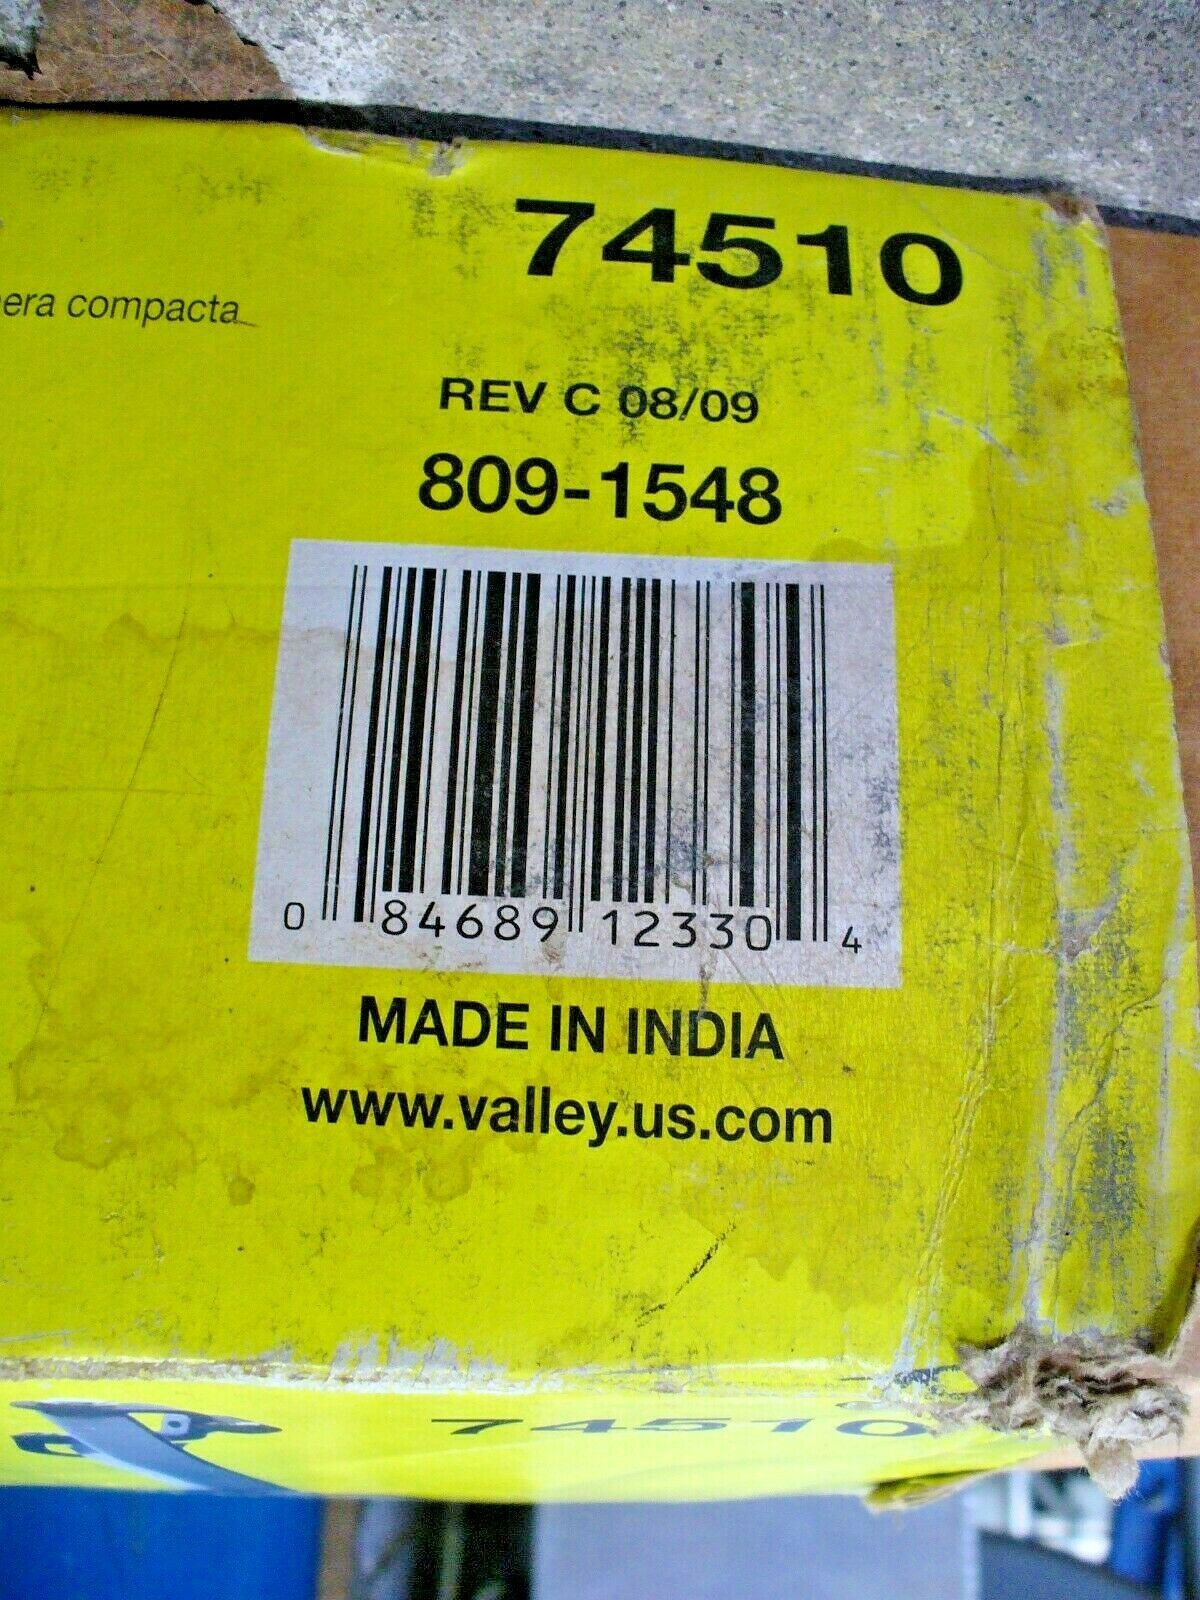 74510
compacta
REV C 08/09
809-1548
0 84689 12330 4
MADE IN INDIA
www.valley.us.com
74510